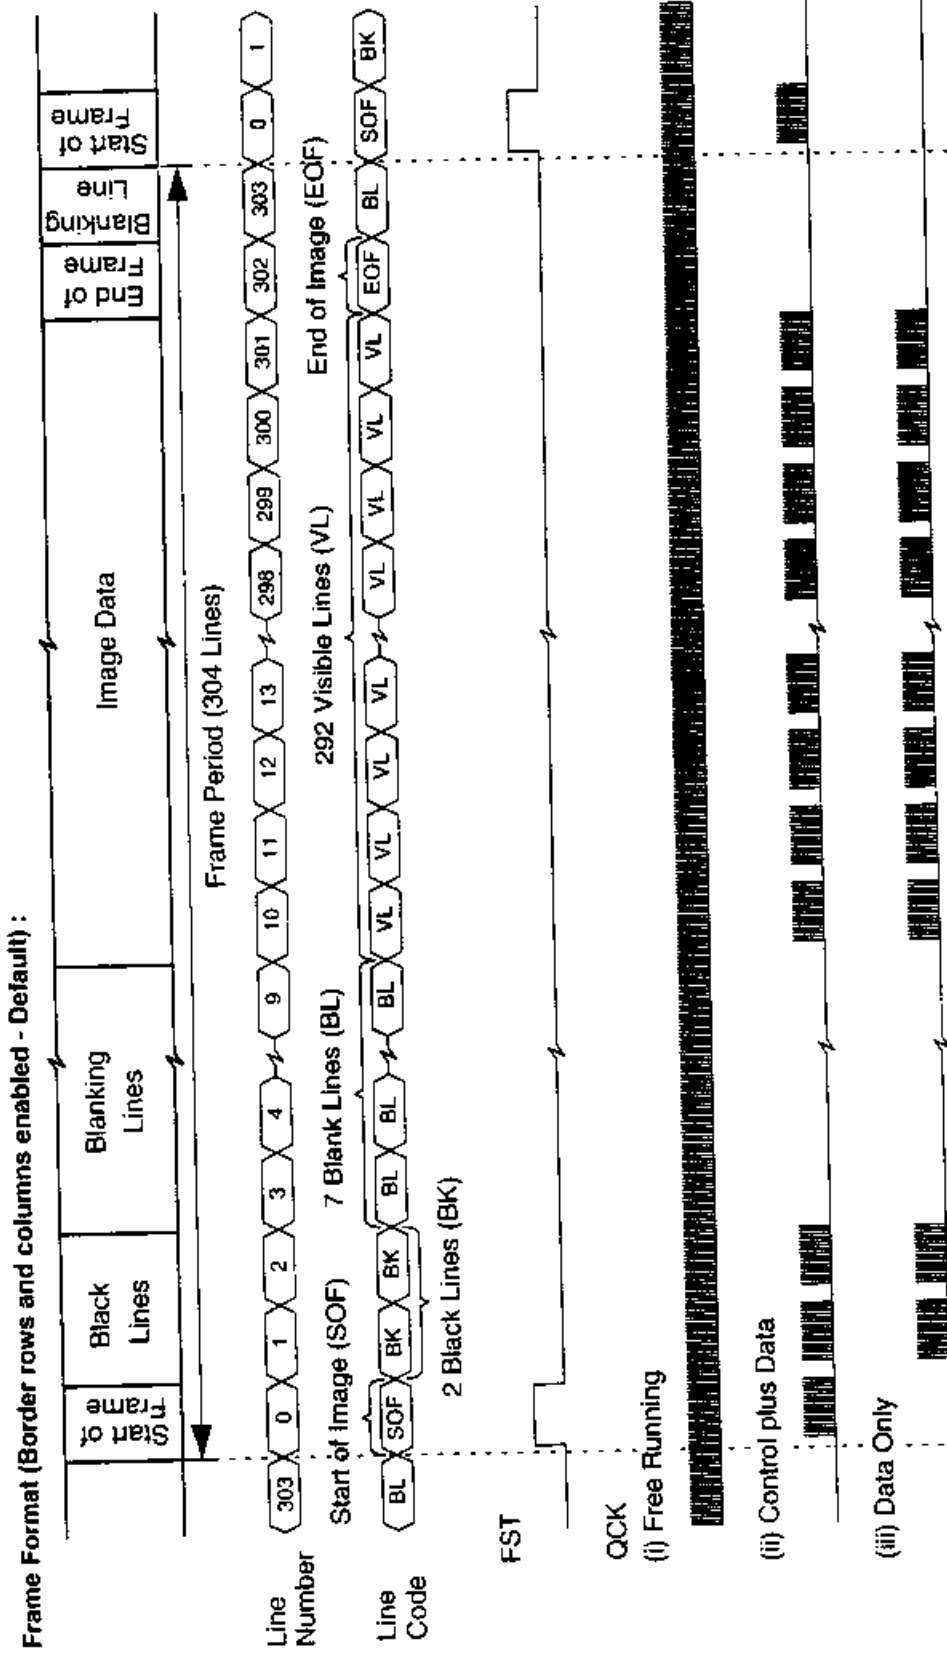 Frame Format (Border rows and columns enabled - Default) :
Start of
Frame
Black
Lines
Blanking
Lines
Image Data
End of
Frame
Blanking
Line
Start of
Frame
Frame Period (304 Lines)
Line
Number
303 0 1 2 3 4 9 10 11 12 13 298 299 300 301 302 303 0 1
Start of Image (SOF)
7 Blank Lines (BL)
292 Visible Lines (VL)
End of Image (EOF)
Line
Code
BL SOF BK BK BL BL BL VL VL VL VL VL VL VL VL EOF BL SOF BK
2 Black Lines (BK)
FST
QCK
(i) Free Running
(ii) Control plus Data
(iii) Data Only